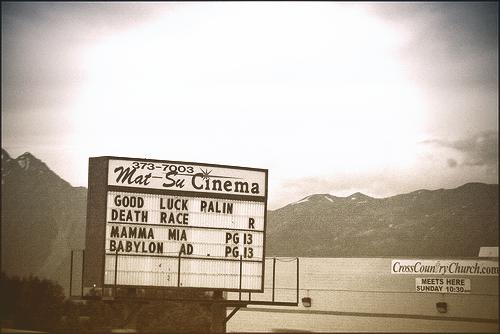 373-7003
Mat-Su Cinema
GOOD LUCK PALIN
DEATH RACE R
MAMMA MIA PG 13
BABYLON AD PG 13
CrossCountryChurch.com
MEETS HERE
SUNDAY 10:30